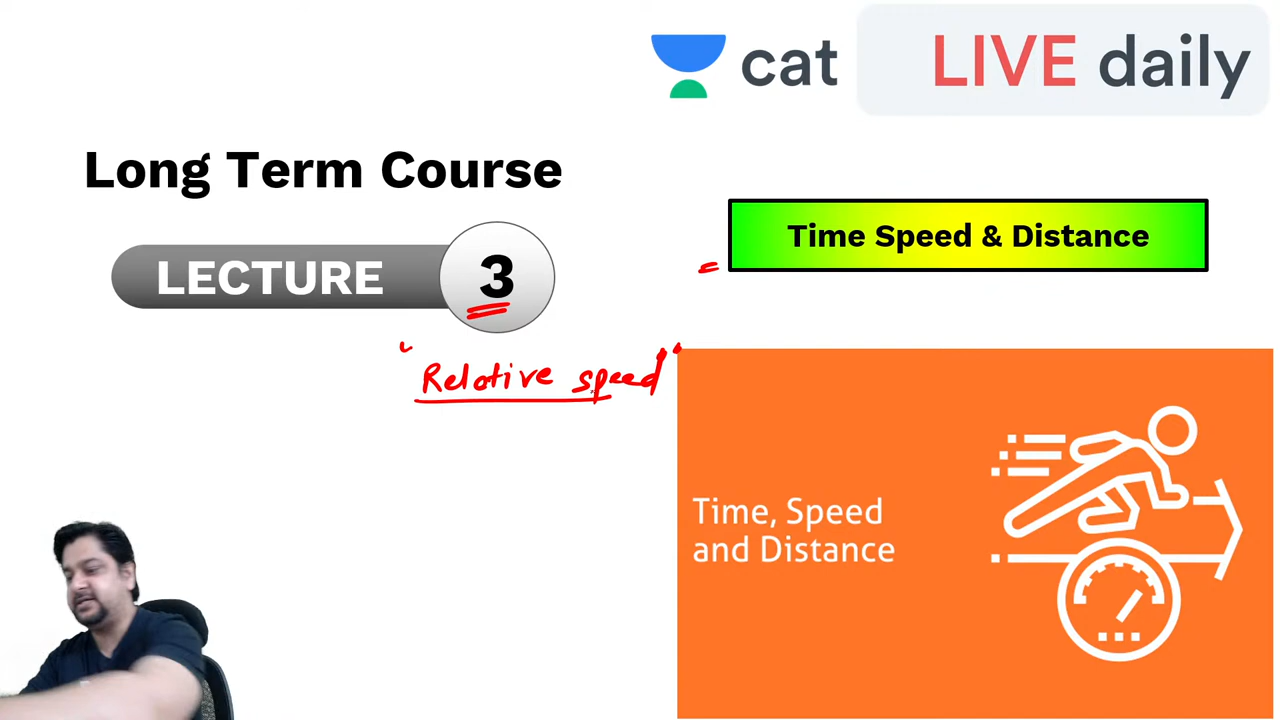 cat
LIVE daily
Long Term Course
LECTURE 3
Time Speed & Distance
"Relative speed"
Time, Speed
and Distance